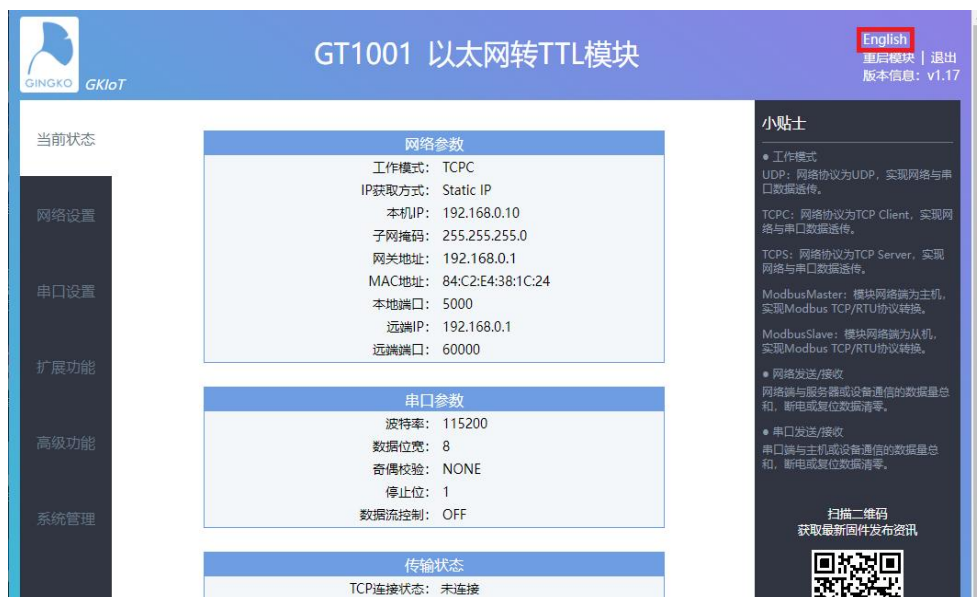 GINGKO GKIoT
GT1001 以太网转TTL模块
English
重启模块 | 退出
版本信息：v1.17
当前状态
网络设置
串口设置
扩展功能
高级功能
系统管理
网络参数
工作模式： TCPC
IP获取方式： Static IP
本机IP： 192.168.0.10
子网掩码： 255.255.255.0
网关地址： 192.168.0.1
MAC地址： 84:C2:E4:38:1C:24
本地端口： 5000
远端IP： 192.168.0.1
远端端口： 60000
串口参数
波特率： 115200
数据位宽： 8
奇偶校验： NONE
停止位： 1
数据流控制： OFF
传输状态
TCP连接状态： 未连接
小贴士
● 工作模式
UDP：网络协议为UDP，实现网络与串
口数据透传。
TCPC：网络协议为TCP Client，实现网
络与串口数据透传。
TCPS：网络协议为TCP Server，实现
网络与串口数据透传。
ModbusMaster：模块网络端为主机，
实现Modbus TCP/RTU协议转换。
ModbusSlave：模块网络端为从机，
实现Modbus TCP/RTU协议转换。
● 网络发送/接收
网络端与服务器或设备通信的数据量总
和，断电或复位数据清零。
● 串口发送/接收
串口端与主机或设备通信的数据量总
和，断电或复位数据清零。
扫描二维码
获取最新固件发布资讯